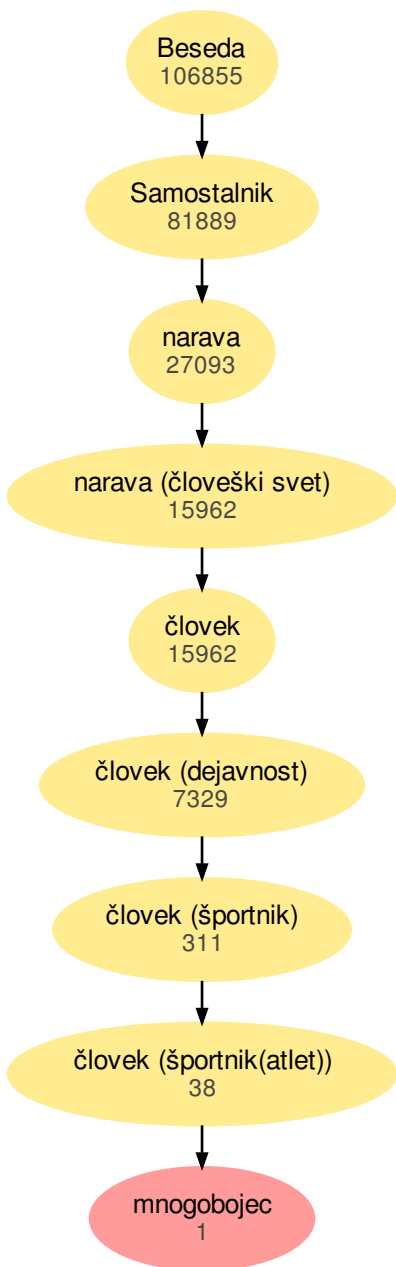 Beseda
106855
Samostalnik
81889
narava
27093
narava (človeški svet)
15962
človek
15962
človek (dejavnost)
7329
človek (športnik)
311
človek (športnik(atlet))
38
mnogobojec
1